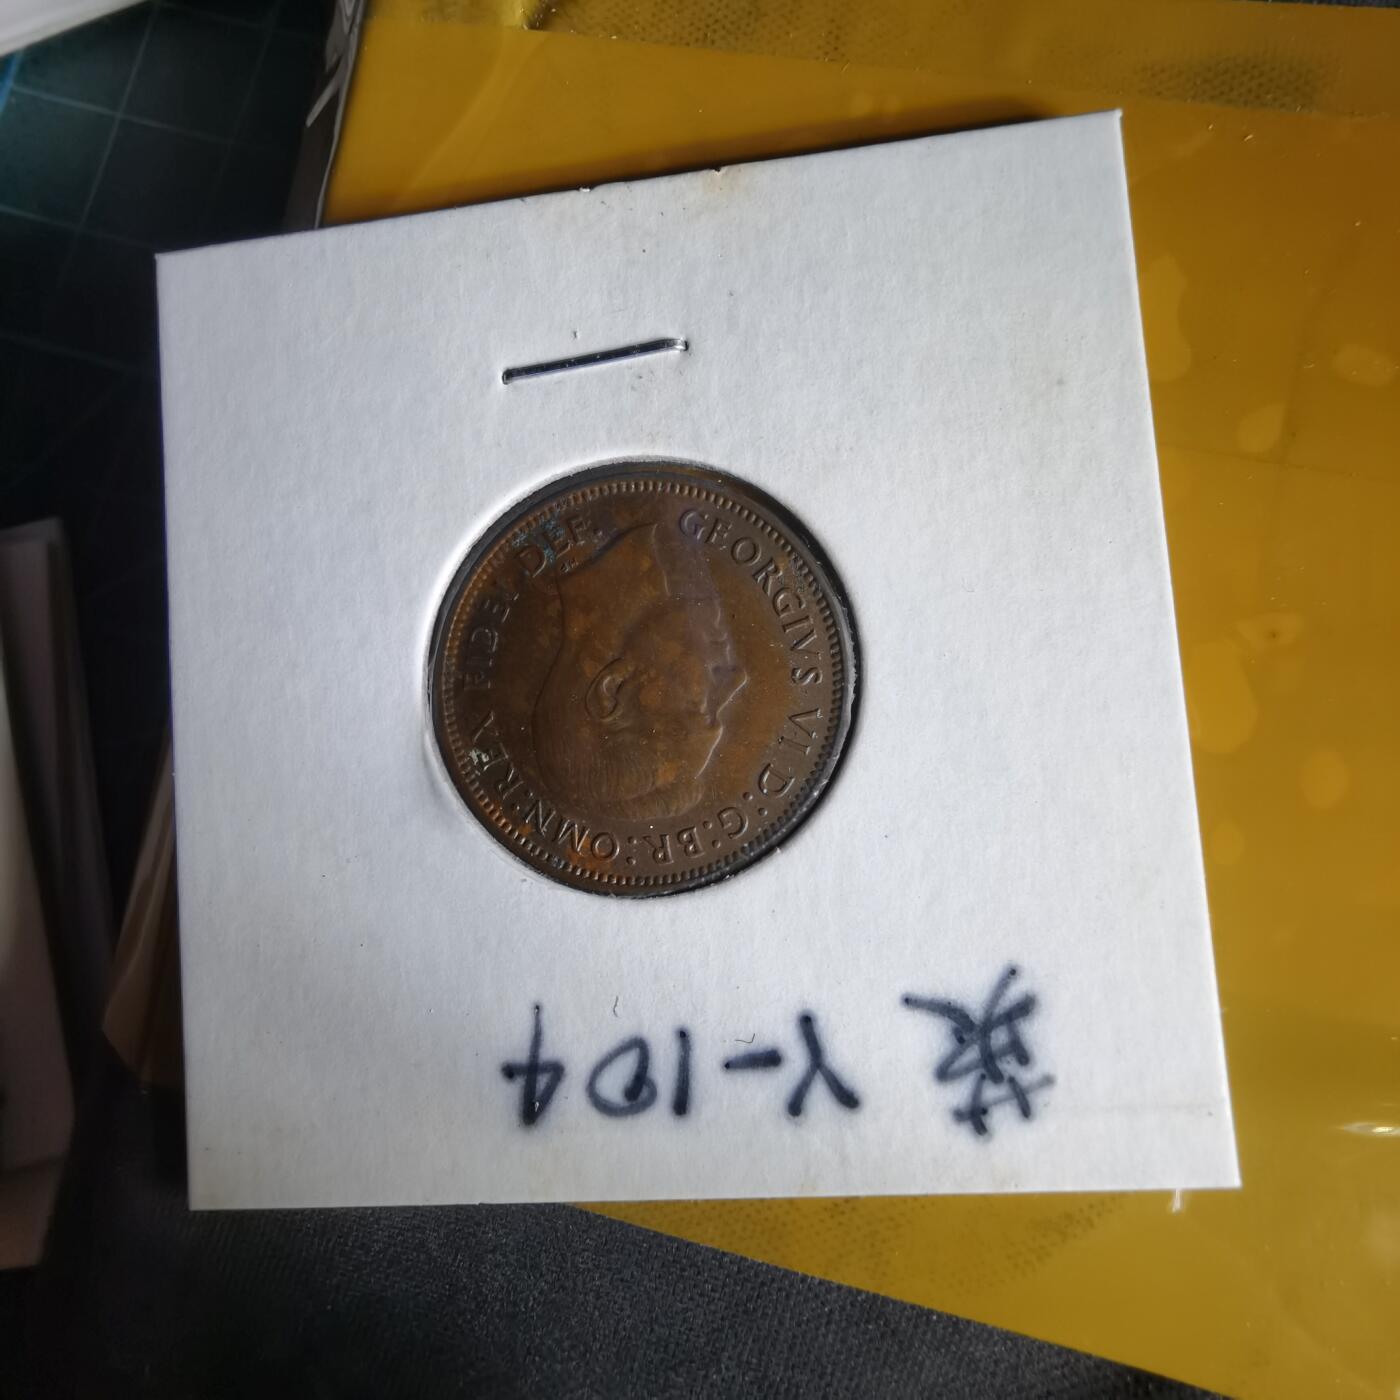 GEORGIVS VI D:G:BR:OMN:REX FIDEI DEF.
英 Y-104